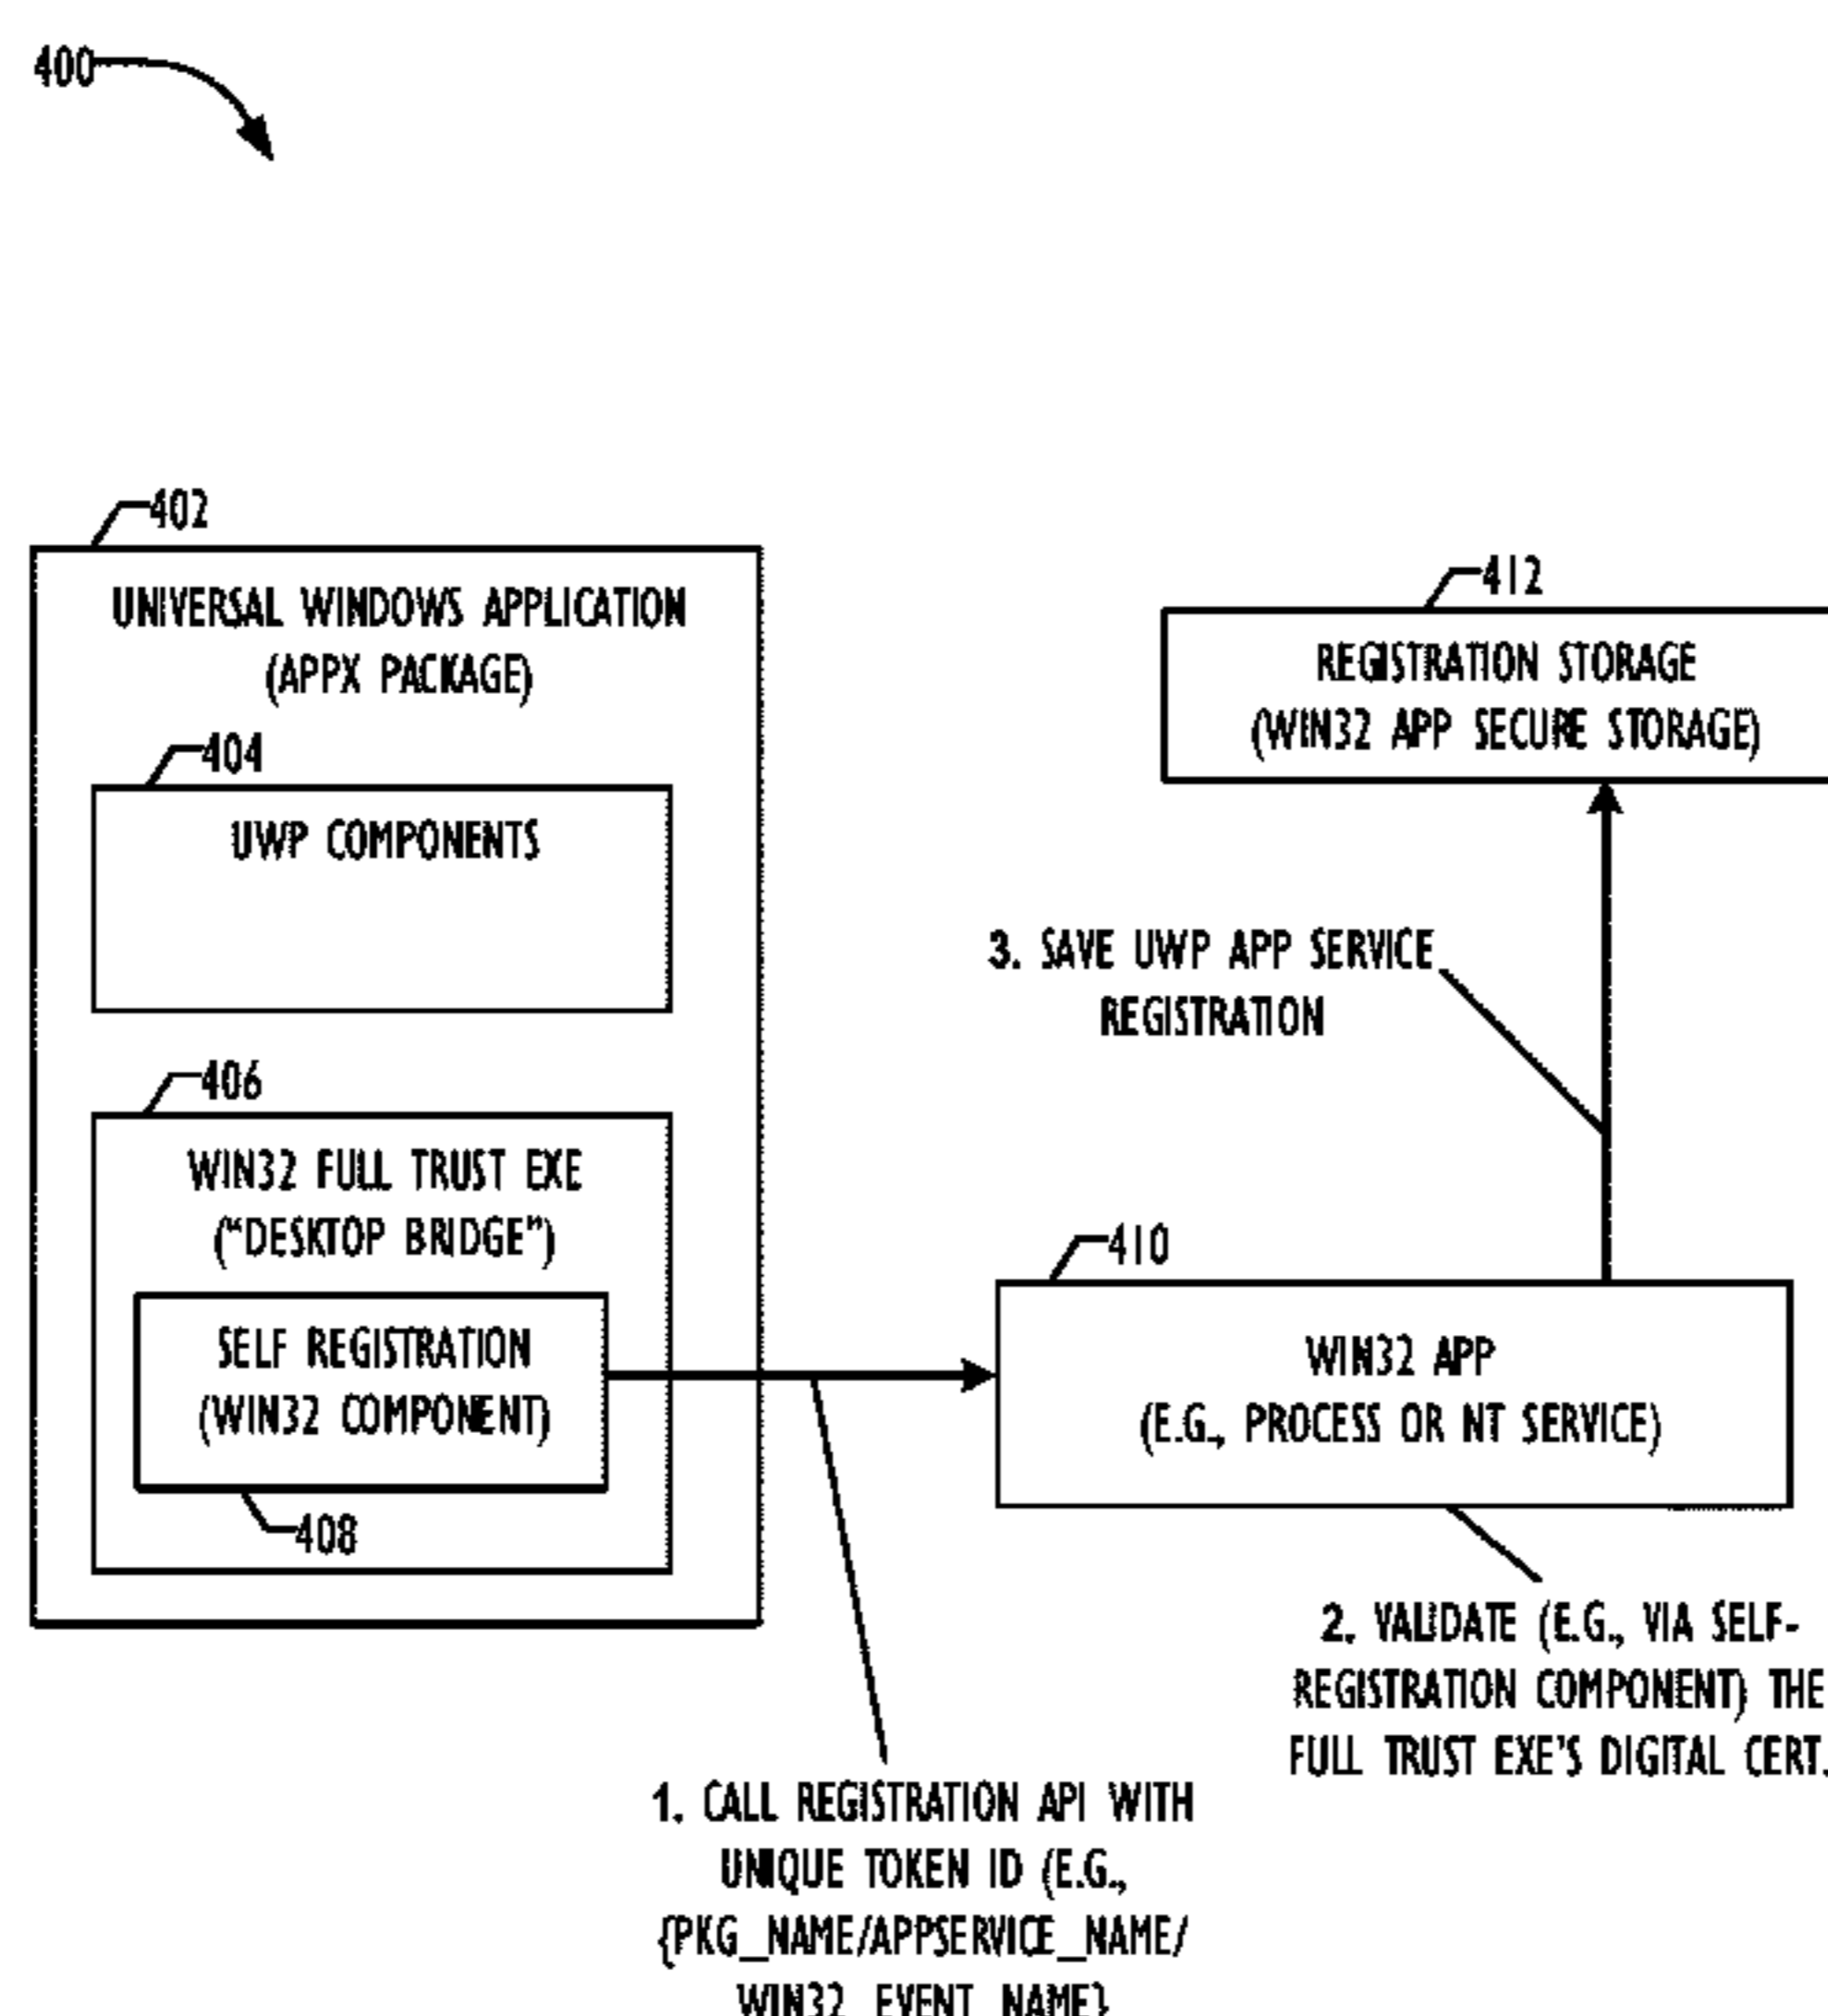 400
402
UNIVERSAL WINDOWS APPLICATION
(APPX PACKAGE)
404
UWP COMPONENTS
406
WIN32 FULL TRUST EXE
("DESKTOP BRIDGE")
SELF REGISTRATION
(WIN32 COMPONENT)
408
412
REGISTRATION STORAGE
(WIN32 APP SECURE STORAGE)
3. SAVE UWP APP SERVICE
REGISTRATION
410
WIN32 APP
(E.G., PROCESS OR NT SERVICE)
2. VALIDATE (E.G., VIA SELF-
REGISTRATION COMPONENT) THE
FULL TRUST EXE'S DIGITAL CERT.
1. CALL REGISTRATION API WITH
UNIQUE TOKEN ID (E.G.,
{PKG_NAME/APPSERVICE_NAME/
WIN32_EVENT_NAME}